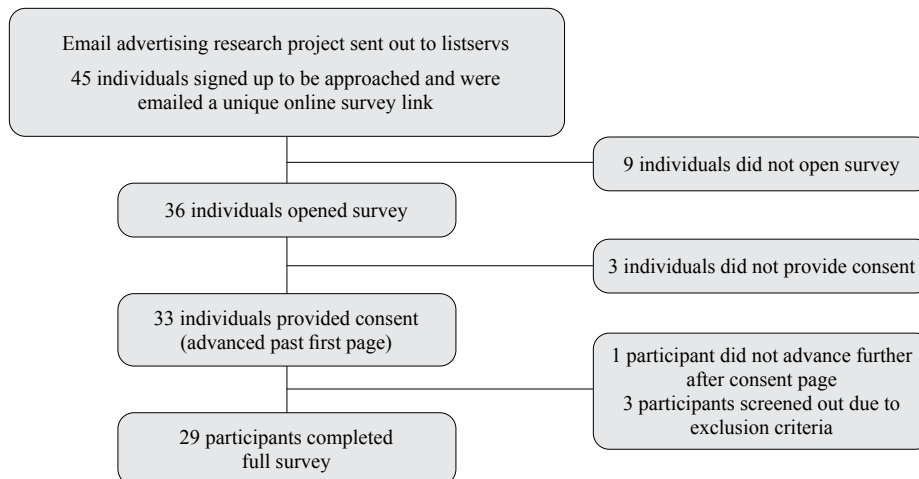 Email advertising research project sent out to listservs
45 individuals signed up to be approached and were
emailed a unique online survey link
9 individuals did not open survey
36 individuals opened survey
3 individuals did not provide consent
33 individuals provided consent
(advanced past first page)
1 participant did not advance further
after consent page
3 participants screened out due to
exclusion criteria
29 participants completed
full survey